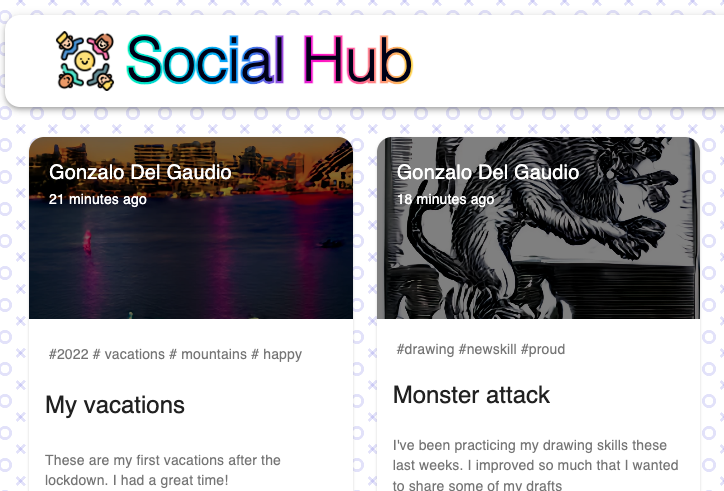 Social Hub
Gonzalo Del Gaudio
21 minutes ago
#2022 # vacations # mountains # happy
My vacations
These are my first vacations after the
lockdown. I had a great time!
Gonzalo Del Gaudio
18 minutes ago
#drawing #newskill #proud
Monster attack
I've been practicing my drawing skills these
last weeks. I improved so much that I wanted
to share some of my drafts